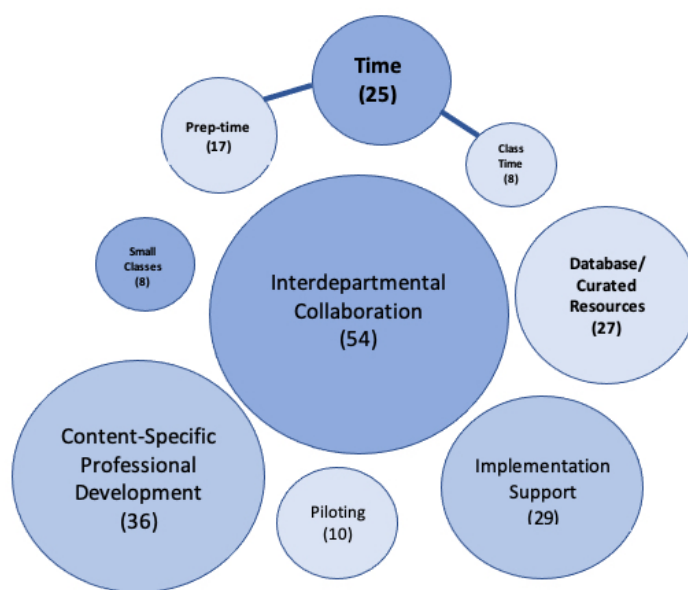 Time
(25)
Prep-time
(17)
Class
Time
(8)
Small
Classes
(8)
Interdepartmental
Collaboration
(54)
Database/
Curated
Resources
(27)
Content-Specific
Professional
Development
(36)
Piloting
(10)
Implementation
Support
(29)